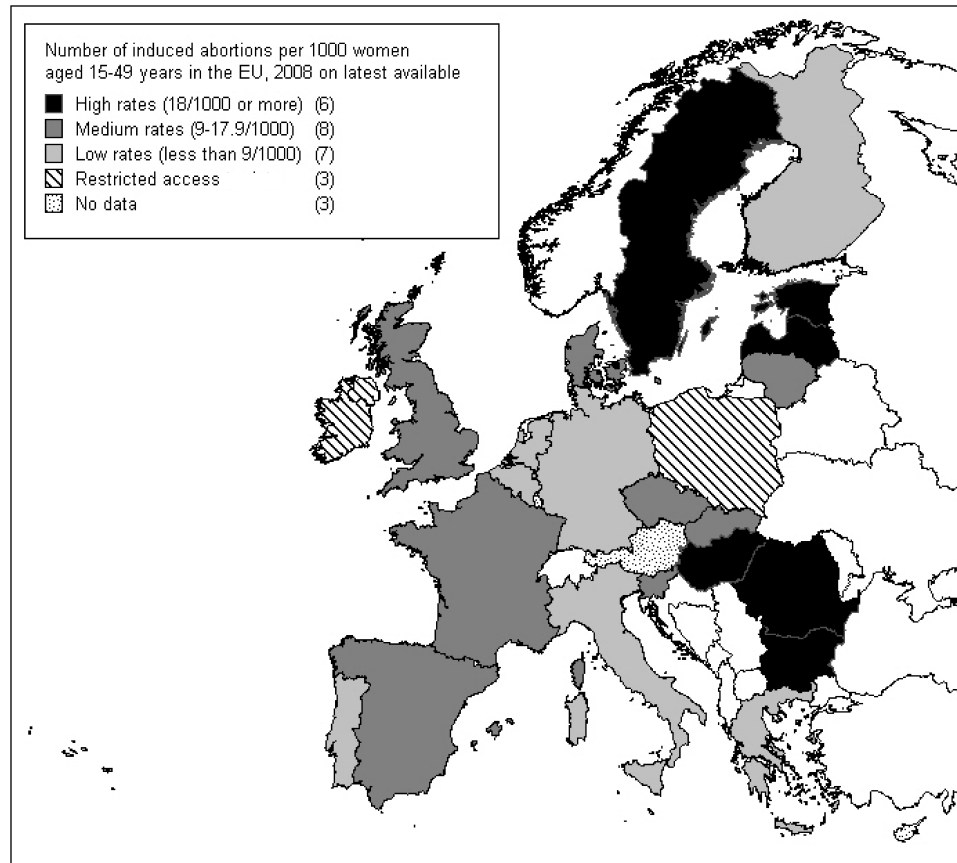 Number of induced abortions per 1000 women
aged 15-49 years in the EU, 2008 on latest available
High rates (18/1000 or more) (6)
Medium rates (9-17.9/1000) (8)
Low rates (less than 9/1000) (7)
Restricted access (3)
No data (3)